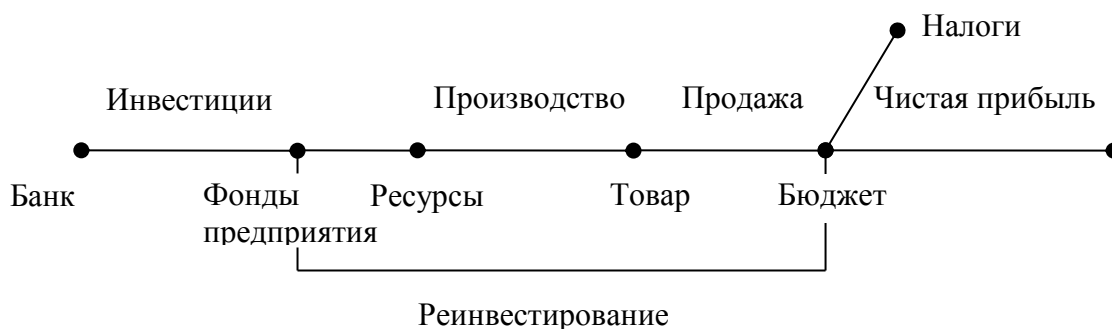 Налоги
Инвестиции
Производство
Продажа
Чистая прибыль
Банк
Фонды
предприятия
Ресурсы
Товар
Бюджет
Реинвестирование